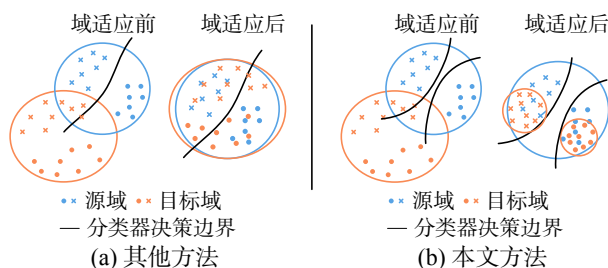 域适应前 域适应后
源域 目标域
分类器决策边界
(a) 其他方法
域适应前 域适应后
源域 目标域
分类器决策边界
(b) 本文方法